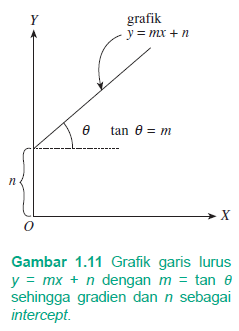 Y
grafik
y = mx + n
θ tan θ = m
n
X
O
Gambar 1.11 Grafik garis lurus
y = mx + n dengan m = tan θ
sehingga gradien dan n sebagai
intercept.